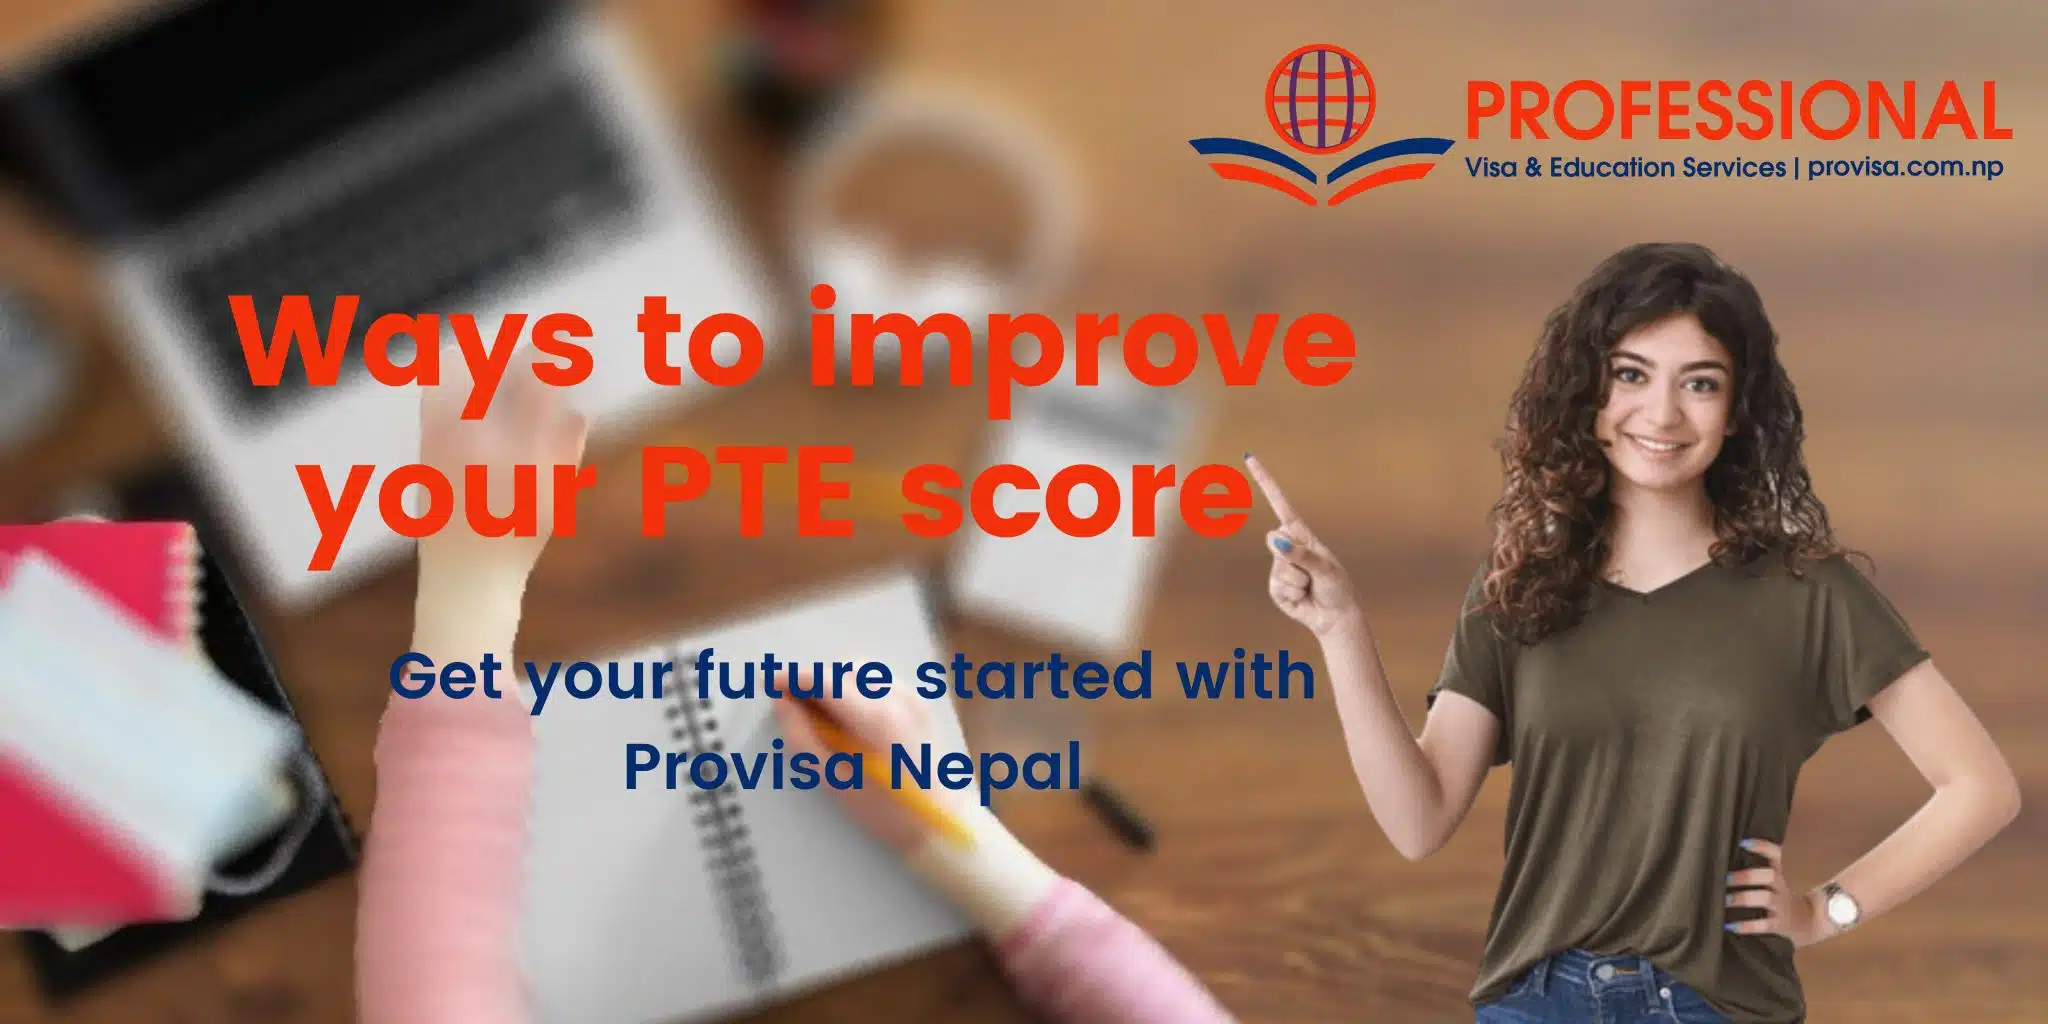 PROFESSIONAL
Visa & Education Services | provisa.com.np
Ways to improve
your PTE score
Get your future started with
Provisa Nepal